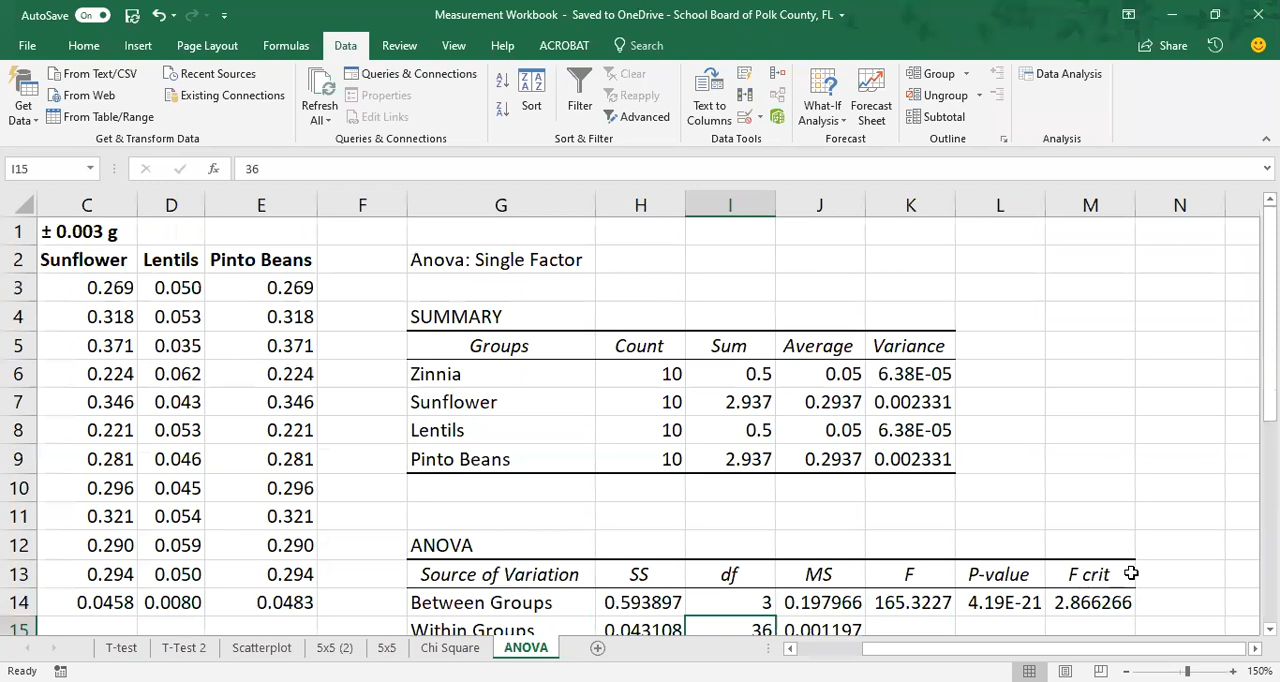 AutoSave On Measurement Workbook - Saved to OneDrive - School Board of Polk County, FL
File Home Insert Page Layout Formulas Data Review View Help ACROBAT Search Share
Get Data From Text/CSV Recent Sources Refresh All Queries & Connections Sort Filter Clear Text to Columns What-If Analysis Forecast Sheet Group Data Analysis
From Web Existing Connections Properties Reapply Ungroup
From Table/Range Edit Links Advanced Subtotal
Get & Transform Data Queries & Connections Sort & Filter Data Tools Forecast Outline Analysis
I15 fx 36
C D E F G H I J K L M N
1 ± 0.003 g
2 Sunflower Lentils Pinto Beans Anova: Single Factor
3 0.269 0.050 0.269
4 0.318 0.053 0.318 SUMMARY
5 0.371 0.035 0.371 Groups Count Sum Average Variance
6 0.224 0.062 0.224 Zinnia 10 0.5 0.05 6.38E-05
7 0.346 0.043 0.346 Sunflower 10 2.937 0.2937 0.002331
8 0.221 0.053 0.221 Lentils 10 0.5 0.05 6.38E-05
9 0.281 0.046 0.281 Pinto Beans 10 2.937 0.2937 0.002331
10 0.296 0.045 0.296
11 0.321 0.054 0.321
12 0.290 0.059 0.290 ANOVA
13 0.294 0.050 0.294 Source of Variation SS df MS F P-value F crit
14 0.0458 0.0080 0.0483 Between Groups 0.593897 3 0.197966 165.3227 4.19E-21 2.866266
15 Within Groups 0.043108 36 0.001197
T-test T-Test 2 Scatterplot 5x5 (2) 5x5 Chi Square ANOVA
Ready 150%